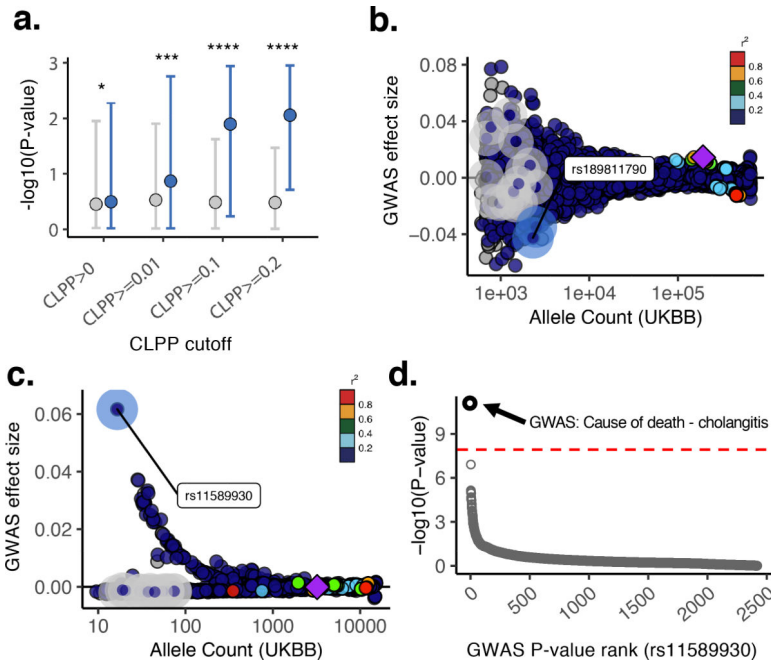 a.
* *** **** ****
3
2
1
0
-log10(P-value)
CLPP>0
CLPP>=0.01
CLPP>=0.1
CLPP>=0.2
CLPP cutoff
b.
r²
0.8
0.6
0.4
0.2
0.08
0.04
0.00
−0.04
GWAS effect size
rs189811790
1e+03 1e+04 1e+05
Allele Count (UKBB)
c.
r²
0.8
0.6
0.4
0.2
0.06
0.04
0.02
0.00
GWAS effect size
rs11589930
10 100 1000 10000
Allele Count (UKBB)
d.
GWAS: Cause of death - cholangitis
9
6
3
0
−log10(P−value)
0 500 1000 1500 2000 2500
GWAS P-value rank (rs11589930)